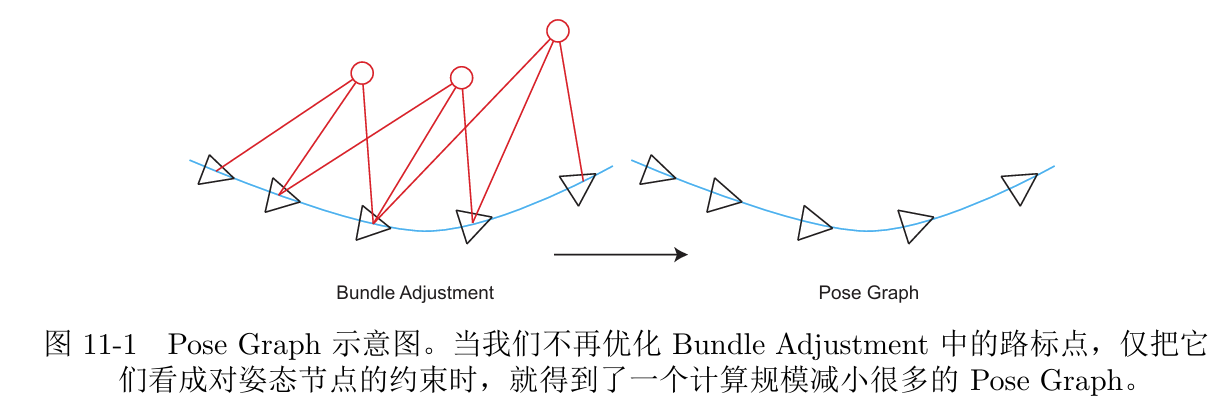 Bundle Adjustment
Pose Graph
图 11-1 Pose Graph 示意图。当我们不再优化 Bundle Adjustment 中的路标点，仅把它
们看成对姿态节点的约束时，就得到了一个计算规模减小很多的 Pose Graph。